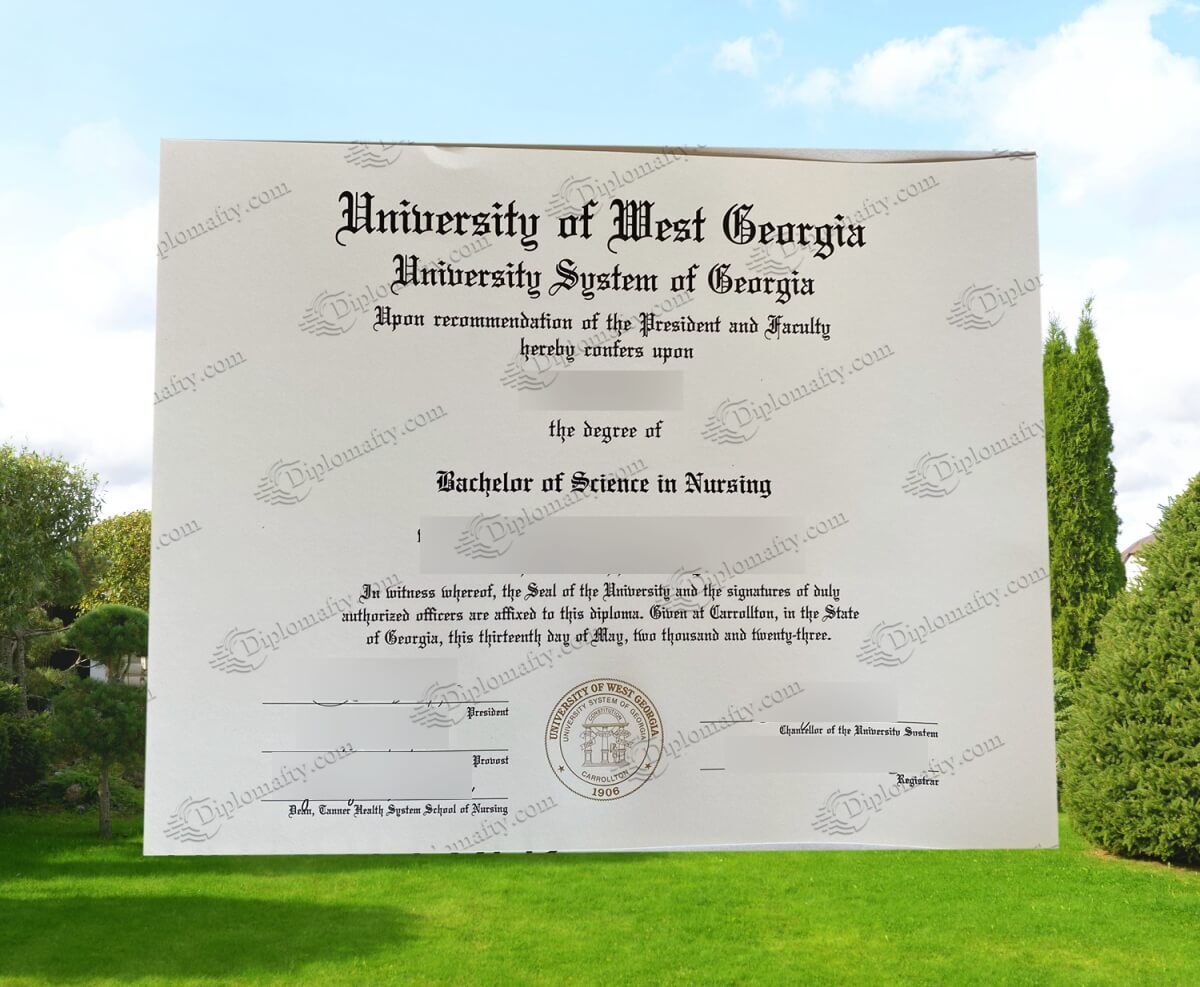 University of West Georgia
University System of Georgia
Upon recommendation of the President and Faculty
hereby confers upon
the degree of
Bachelor of Science in Nursing
In witness whereof, the Seal of the University and the signatures of duly
authorized officers are affixed to this diploma. Given at Carrollton, in the State
of Georgia, this thirteenth day of May, two thousand and twenty-three.
President
Provost
Dean, Tanner Health System School of Nursing
UNIVERSITY OF WEST GEORGIA
UNIVERSITY SYSTEM OF GEORGIA
CONSTITUTION
CARROLLTON
1906
Chancellor of the University System
Registrar
Diplomafty.com